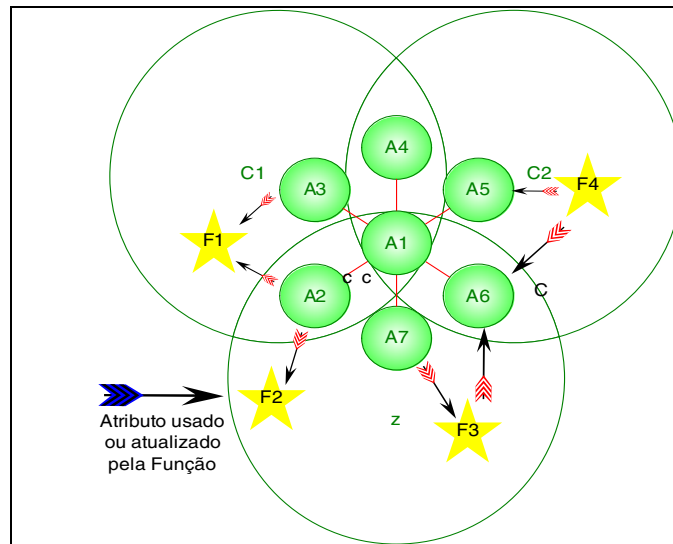 A4
C1
A3
A5
C2
F4
F1
A1
c c
A2
A6
C
A7
F2
Atributo usado
ou atualizado
pela Função
z
F3